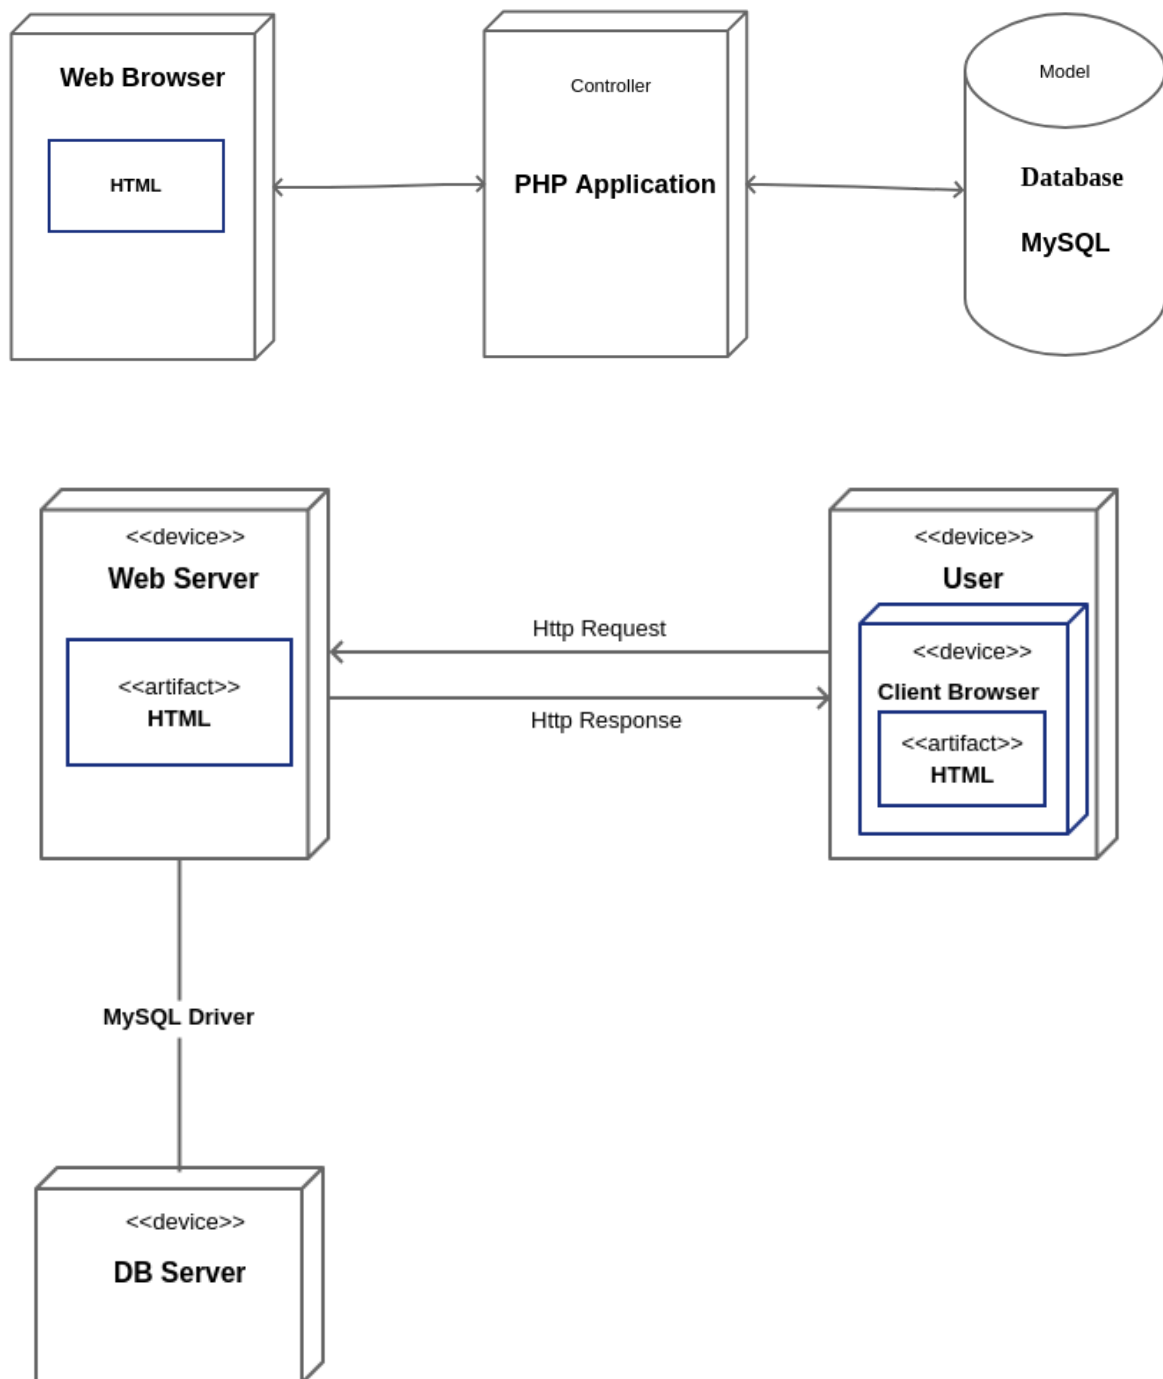 Web Browser
HTML
Controller
PHP Application
Model
Database
MySQL
<<device>>
Web Server
<<artifact>>
HTML
Http Request
Http Response
<<device>>
User
<<device>>
Client Browser
<<artifact>>
HTML
MySQL Driver
<<device>>
DB Server